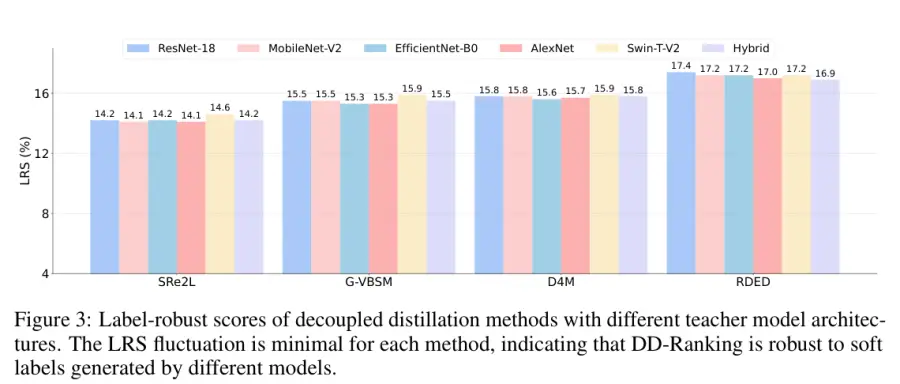 ResNet-18 MobileNet-V2 EfficientNet-B0 AlexNet Swin-T-V2 Hybrid
LRS (%)
16
12
8
4
14.2 14.1 14.2 14.1 14.6 14.2
15.5 15.5 15.3 15.3 15.9 15.5
15.8 15.8 15.6 15.7 15.9 15.8
17.4 17.2 17.2 17.0 17.2 16.9
SRe2L G-VBSM D4M RDED
Figure 3: Label-robust scores of decoupled distillation methods with different teacher model architec-
tures. The LRS fluctuation is minimal for each method, indicating that DD-Ranking is robust to soft
labels generated by different models.